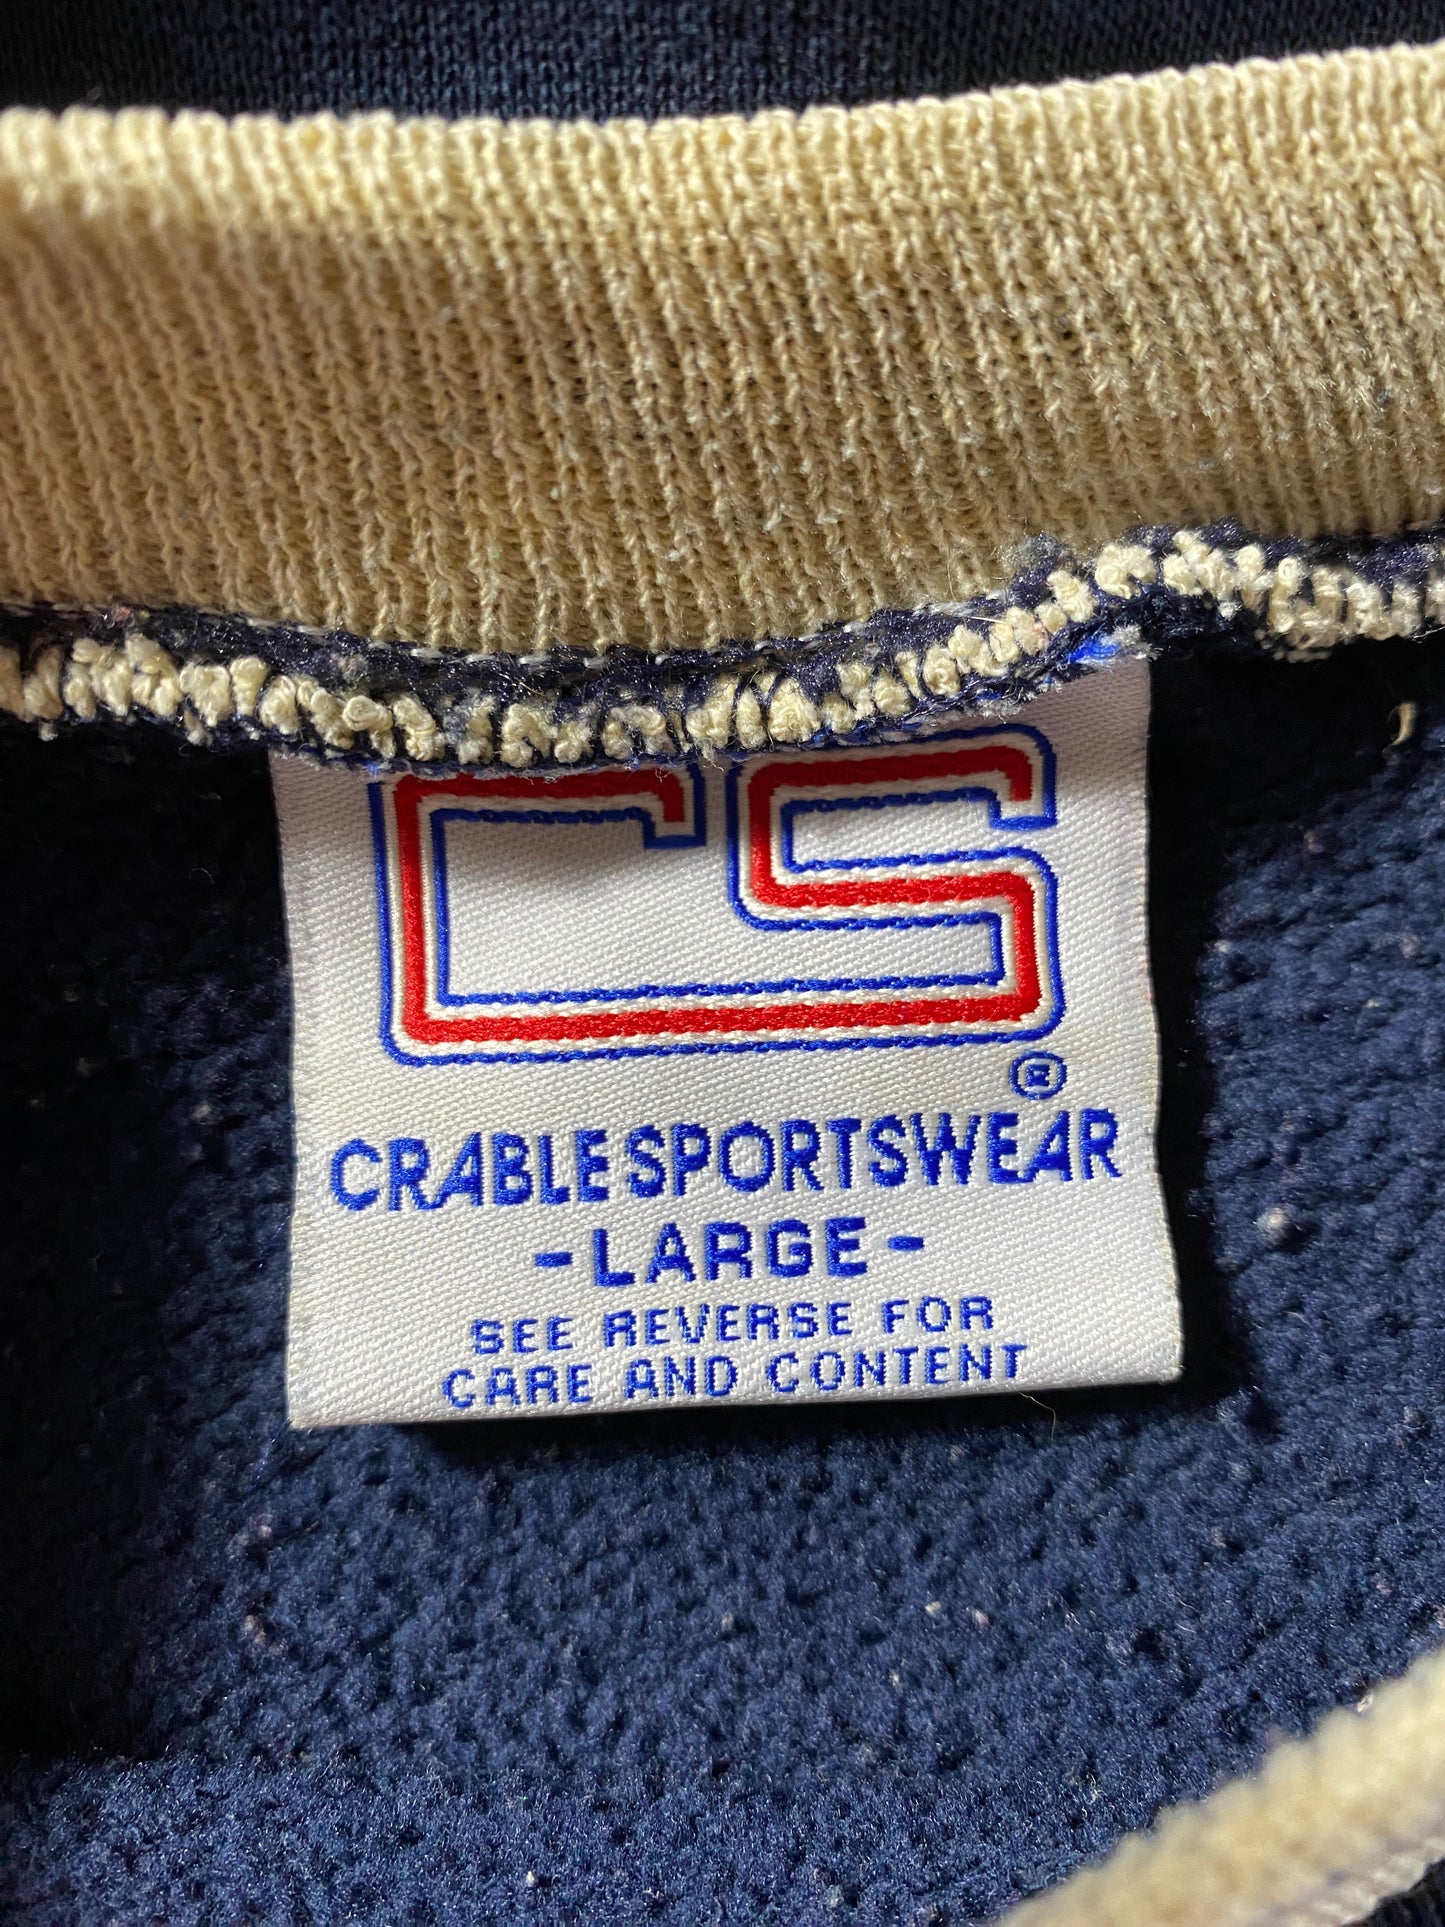 CS
®
CRABLE SPORTSWEAR
- LARGE -
SEE REVERSE FOR
CARE AND CONTENT